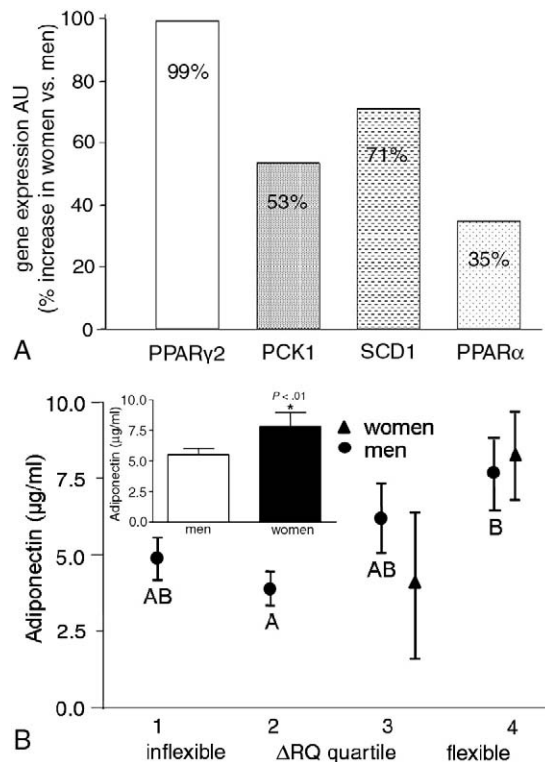 gene expression AU
(% increase in women vs. men)
100
80
60
40
20
0
99%
53%
71%
35%
PPARγ2 PCK1 SCD1 PPARα
A
Adiponectin (µg/ml)
10.0
7.5
5.0
2.5
0.0
Adiponectin (µg/ml)
10.0
7.5
5.0
2.5
0.0
P < .01
*
men women
▲ women
● men
AB
A
AB
B
1 2 3 4
inflexible ΔRQ quartile flexible
B